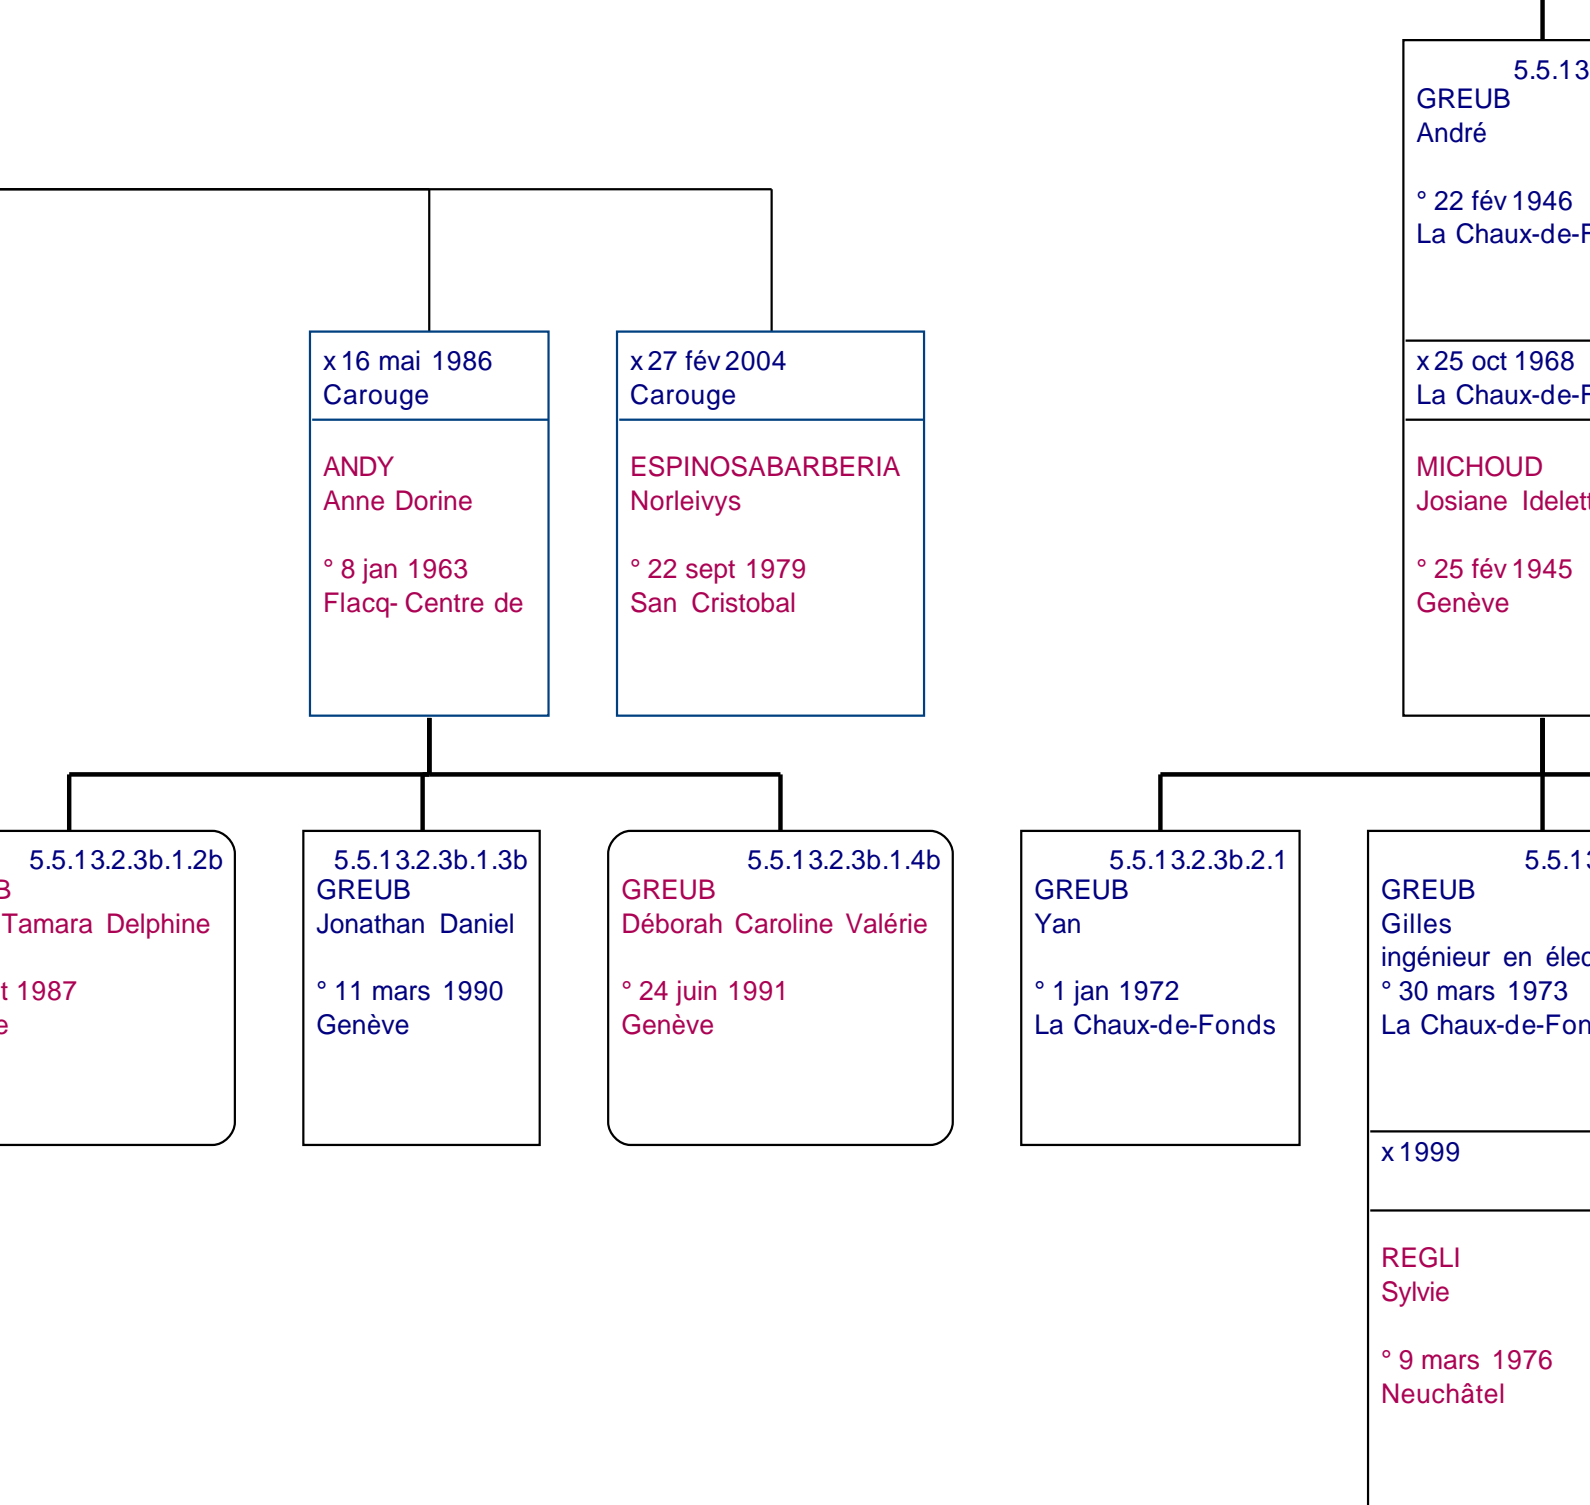 5.5.13
GREUB
André
° 22 fév 1946
La Chaux-de-F
x 25 oct 1968
La Chaux-de-F
MICHOUD
Josiane Idelett
° 25 fév 1945
Genève
x 16 mai 1986
Carouge
ANDY
Anne Dorine
° 8 jan 1963
Flacq- Centre de
x 27 fév 2004
Carouge
ESPINOSABARBERIA
Norleivys
° 22 sept 1979
San Cristobal
5.5.13.2.3b.1.2b
B
Tamara Delphine
t 1987
e
5.5.13.2.3b.1.3b
GREUB
Jonathan Daniel
° 11 mars 1990
Genève
5.5.13.2.3b.1.4b
GREUB
Déborah Caroline Valérie
° 24 juin 1991
Genève
5.5.13.2.3b.2.1
GREUB
Yan
° 1 jan 1972
La Chaux-de-Fonds
5.5.13
GREUB
Gilles
ingénieur en élec
° 30 mars 1973
La Chaux-de-Fon
x 1999
REGLI
Sylvie
° 9 mars 1976
Neuchâtel